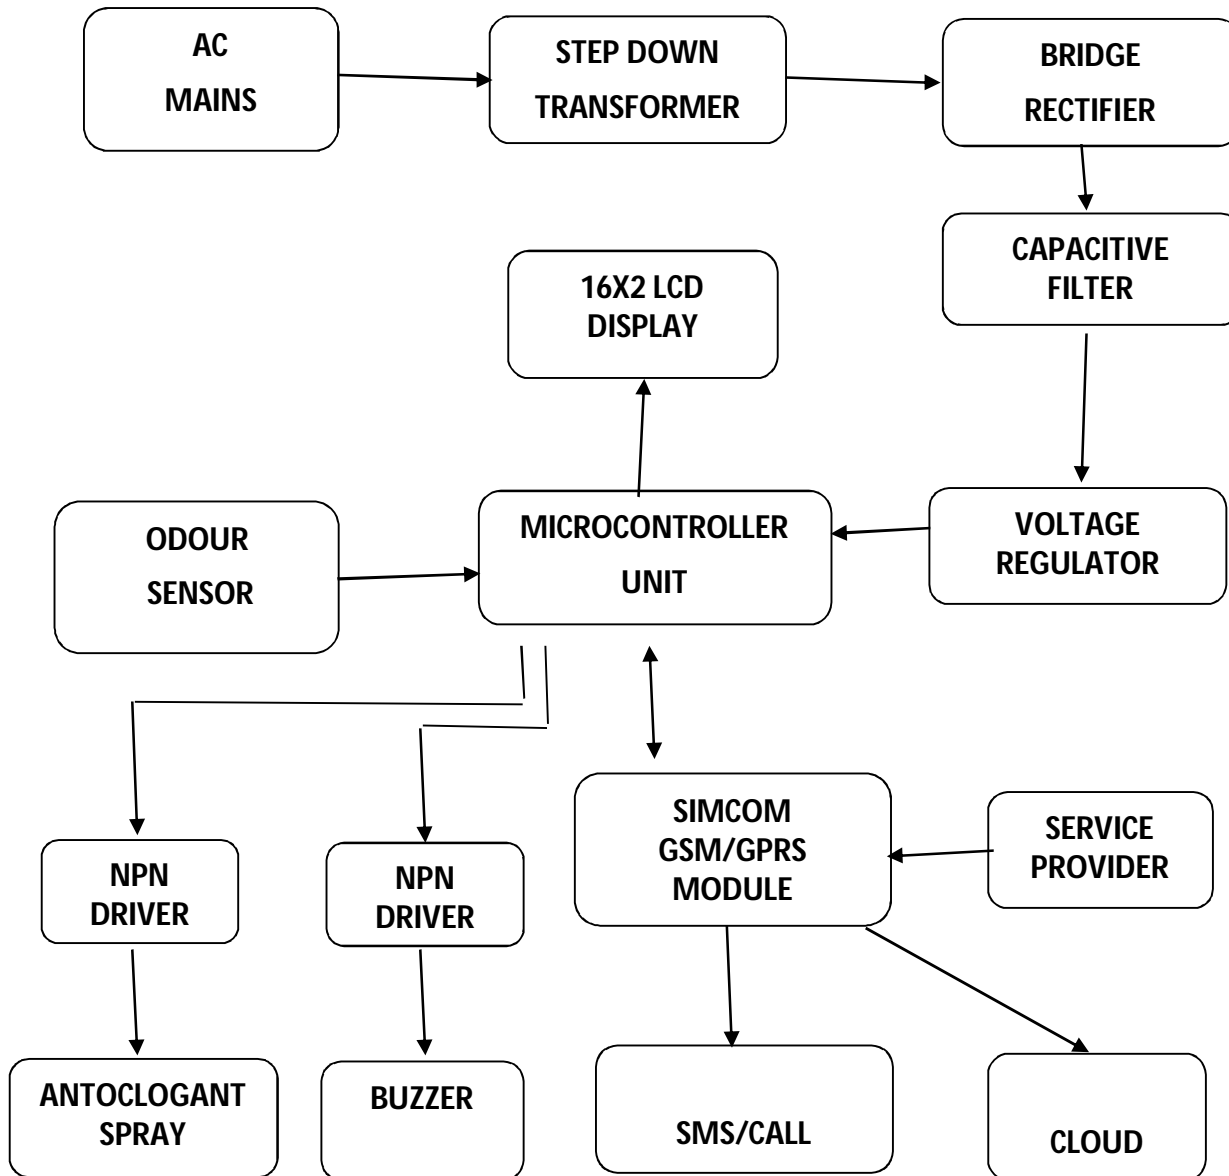 AC
MAINS
STEP DOWN
TRANSFORMER
BRIDGE
RECTIFIER
CAPACITIVE
FILTER
16X2 LCD
DISPLAY
ODOUR
SENSOR
MICROCONTROLLER
UNIT
VOLTAGE
REGULATOR
NPN
DRIVER
NPN
DRIVER
SIMCOM
GSM/GPRS
MODULE
SERVICE
PROVIDER
ANTOCLOGANT
SPRAY
BUZZER
SMS/CALL
CLOUD